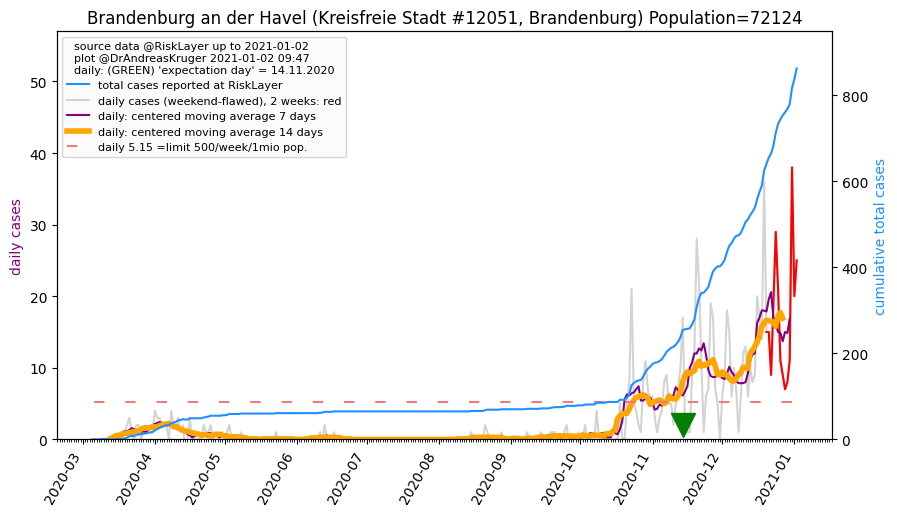 Brandenburg an der Havel (Kreisfreie Stadt #12051, Brandenburg) Population=72124
source data @RiskLayer up to 2021-01-02
plot @DrAndreasKruger 2021-01-02 09:47
daily: (GREEN) 'expectation day' = 14.11.2020
total cases reported at RiskLayer
daily cases (weekend-flawed), 2 weeks: red
daily: centered moving average 7 days
daily: centered moving average 14 days
daily 5.15 =limit 500/week/1mio pop.
daily cases
50
40
30
20
10
0
cumulative total cases
800
600
400
200
0
2020-03
2020-04
2020-05
2020-06
2020-07
2020-08
2020-09
2020-10
2020-11
2020-12
2021-01